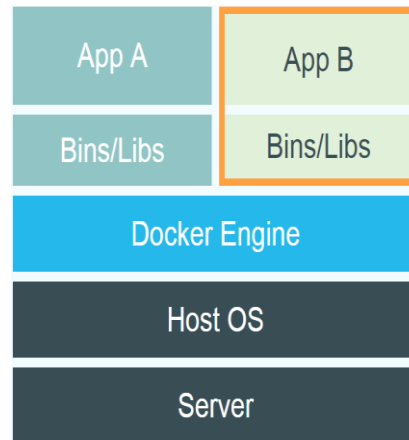 App A
App B
Bins/Libs
Bins/Libs
Docker Engine
Host OS
Server